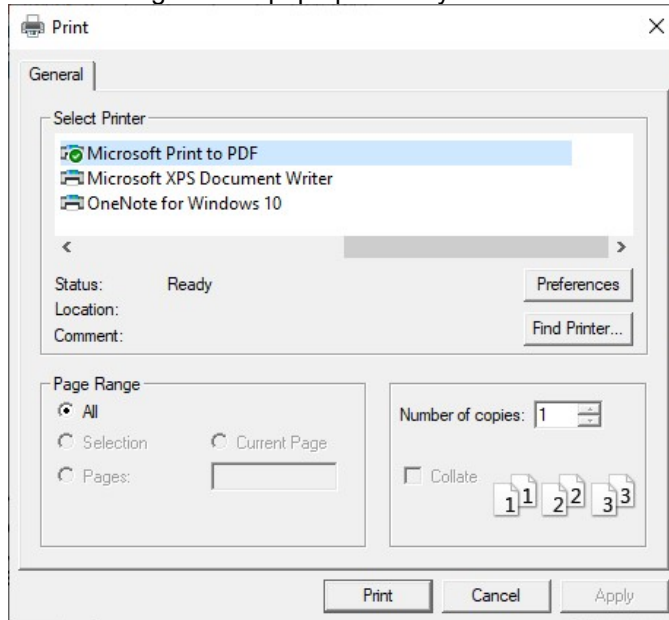 Print
General
Select Printer
Microsoft Print to PDF
Microsoft XPS Document Writer
OneNote for Windows 10
Status: Ready
Preferences
Location:
Comment:
Find Printer...
Page Range
All
Selection
Current Page
Pages:
Number of copies: 1
Collate
1 1 2 2 3 3
Print Cancel Apply